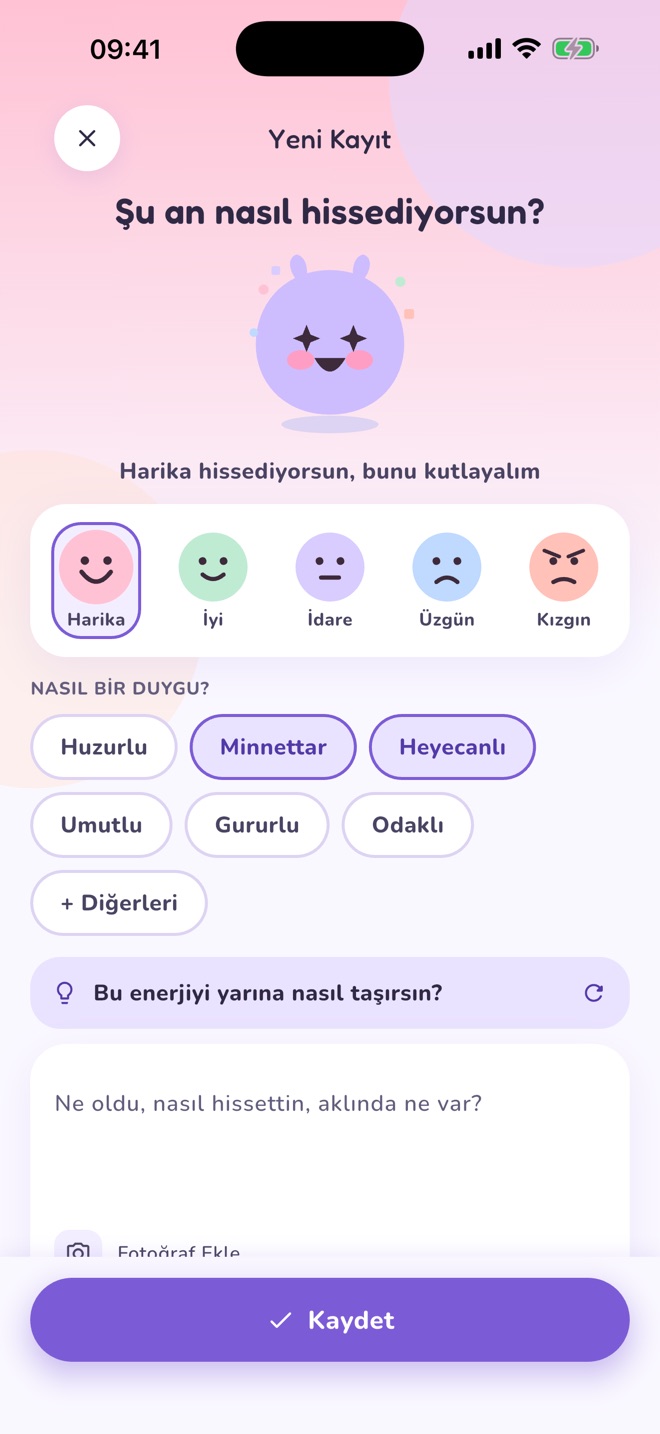 09:41
Yeni Kayıt
Şu an nasıl hissediyorsun?
Harika hissediyorsun, bunu kutlayalım
Harika İyi İdare Üzgün Kızgın
NASIL BİR DUYGU?
Huzurlu Minnettar Heyecanlı
Umutlu Gururlu Odaklı
+ Diğerleri
Bu enerjiyi yarına nasıl taşırsın?
Ne oldu, nasıl hissettin, aklında ne var?
Fotoğraf Ekle
Kaydet